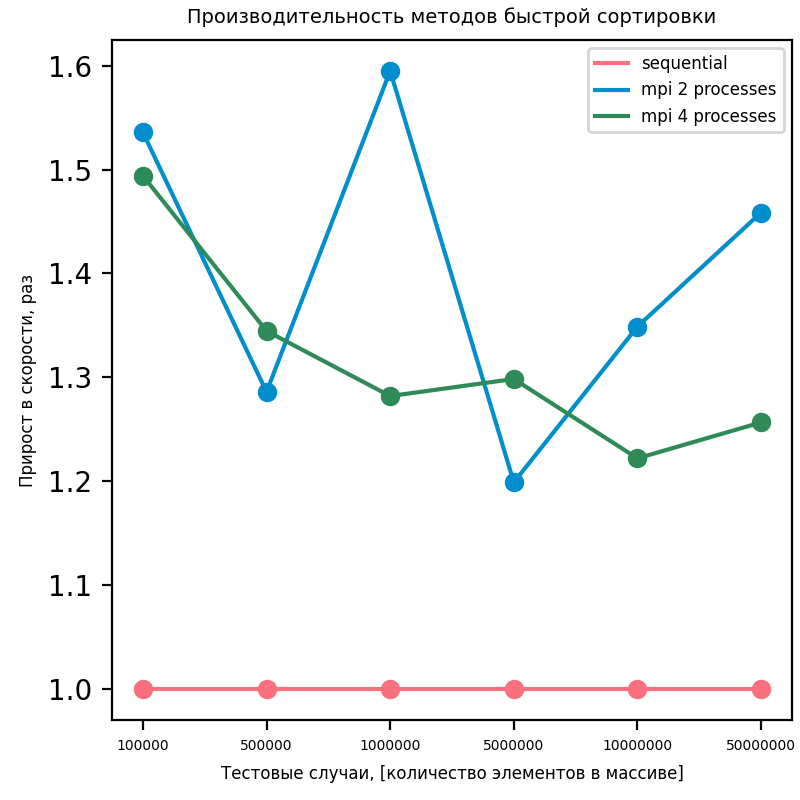 Производительность методов быстрой сортировки
sequential
mpi 2 processes
mpi 4 processes
Прирост в скорости, раз
1.6
1.5
1.4
1.3
1.2
1.1
1.0
100000 500000 1000000 5000000 10000000 50000000
Тестовые случаи, [количество элементов в массиве]